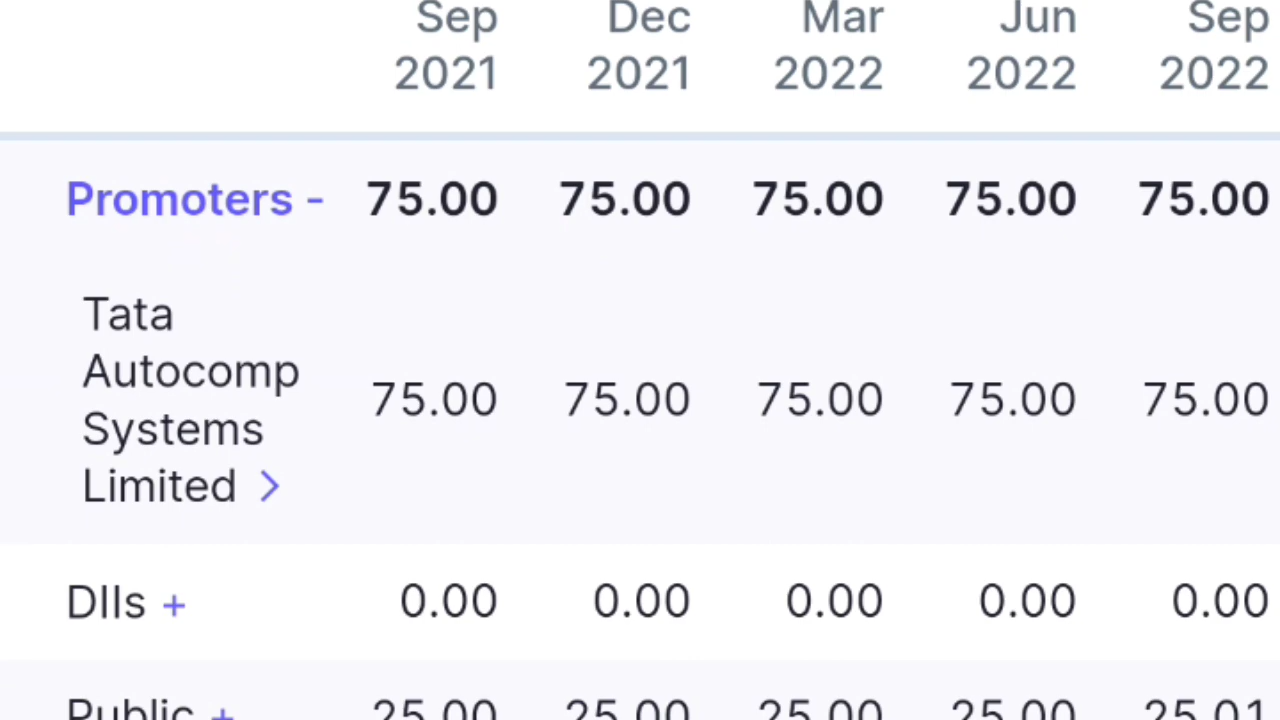 Sep Dec Mar Jun Sep
2021 2021 2022 2022 2022
Promoters - 75.00 75.00 75.00 75.00 75.00
Tata
Autocomp
Systems
Limited >
75.00 75.00 75.00 75.00 75.00
DIIs + 0.00 0.00 0.00 0.00 0.00
Public + 25.00 25.00 25.00 25.00 25.01